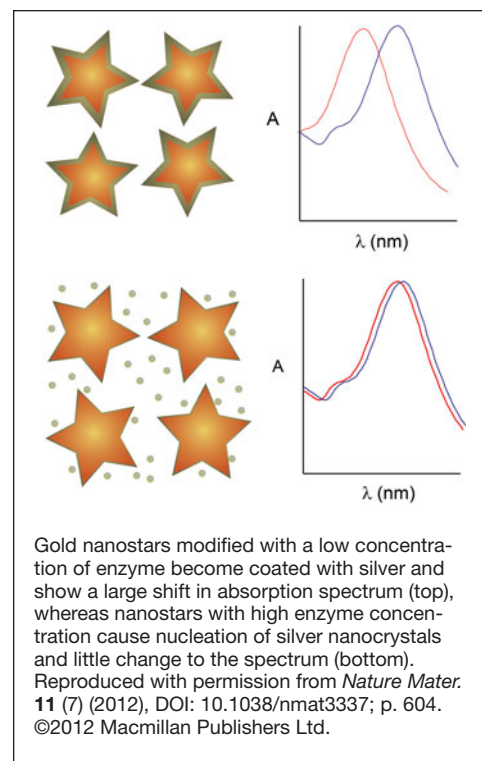 A
λ (nm)
A
λ (nm)
Gold nanostars modified with a low concentra-
tion of enzyme become coated with silver and
show a large shift in absorption spectrum (top),
whereas nanostars with high enzyme concen-
tration cause nucleation of silver nanocrystals
and little change to the spectrum (bottom).
Reproduced with permission from Nature Mater.
11 (7) (2012), DOI: 10.1038/nmat3337; p. 604.
©2012 Macmillan Publishers Ltd.